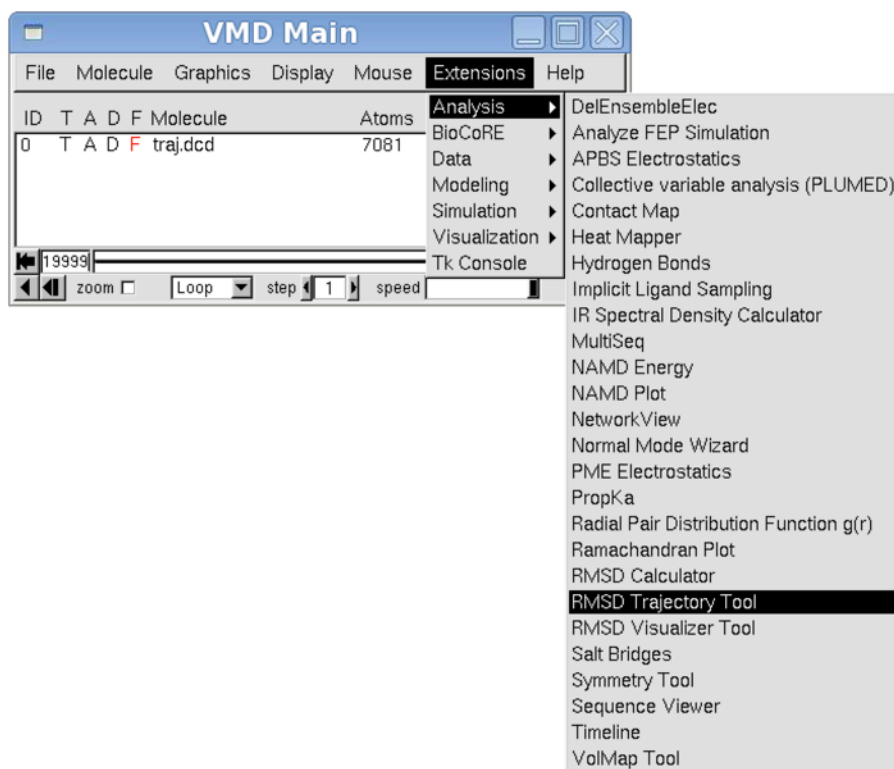 VMD Main
File Molecule Graphics Display Mouse Extensions Help
ID T A D F Molecule Atoms
0 T A D F traj.dcd 7081
19999
zoom Loop step 1 speed
Analysis
BioCoRE
Data
Modeling
Simulation
Visualization
Tk Console
DelEnsembleElec
Analyze FEP Simulation
APBS Electrostatics
Collective variable analysis (PLUMED)
Contact Map
Heat Mapper
Hydrogen Bonds
Implicit Ligand Sampling
IR Spectral Density Calculator
MultiSeq
NAMD Energy
NAMD Plot
NetworkView
Normal Mode Wizard
PME Electrostatics
PropKa
Radial Pair Distribution Function g(r)
Ramachandran Plot
RMSD Calculator
RMSD Trajectory Tool
RMSD Visualizer Tool
Salt Bridges
Symmetry Tool
Sequence Viewer
Timeline
VolMap Tool